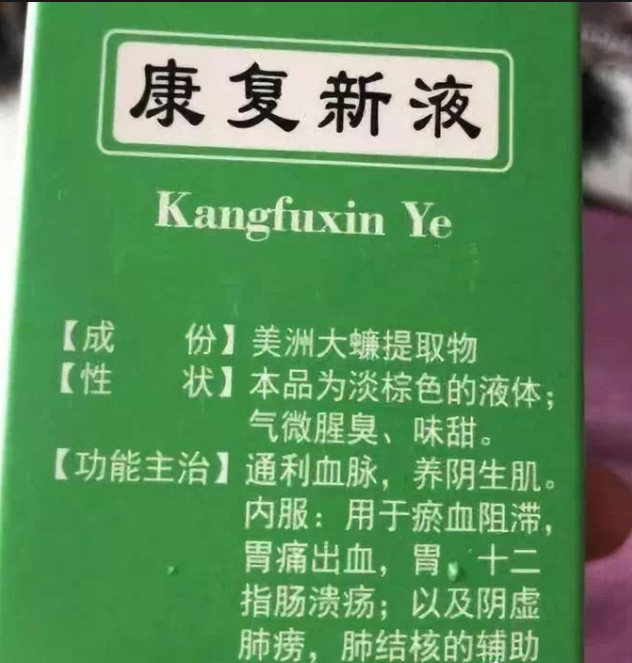 康复新液
Kangfuxin Ye
【成　份】美洲大蠊提取物
【性　状】本品为淡棕色的液体；
气微腥臭、味甜。
【功能主治】通利血脉，养阴生肌。
内服：用于瘀血阻滞，
胃痛出血，胃、十二
指肠溃疡；以及阴虚
肺痨，肺结核的辅助